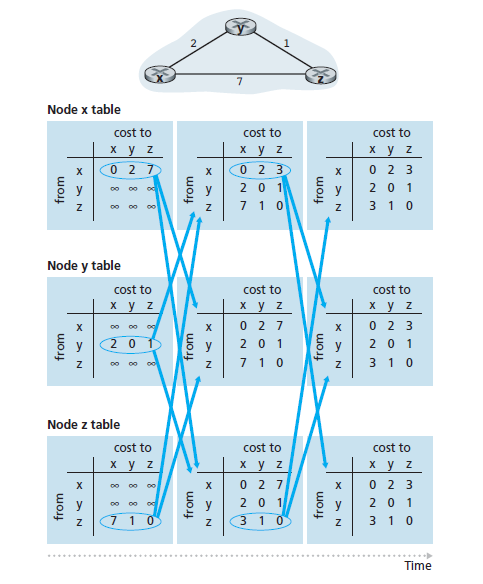 y
2 1
x z
7
Node x table
cost to cost to cost to
x y z x y z x y z
from x 0 2 7 from x 0 2 3 from x 0 2 3
y ∞ ∞ ∞ y 2 0 1 y 2 0 1
z ∞ ∞ ∞ z 7 1 0 z 3 1 0
Node y table
cost to cost to cost to
x y z x y z x y z
from x ∞ ∞ ∞ from x 0 2 7 from x 0 2 3
y 2 0 1 y 2 0 1 y 2 0 1
z ∞ ∞ ∞ z 7 1 0 z 3 1 0
Node z table
cost to cost to cost to
x y z x y z x y z
from x ∞ ∞ ∞ from x 0 2 7 from x 0 2 3
y ∞ ∞ ∞ y 2 0 1 y 2 0 1
z 7 1 0 z 3 1 0 z 3 1 0
Time